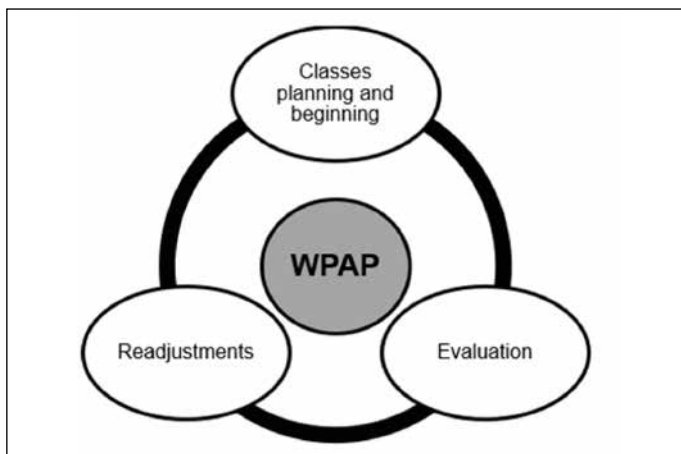 Classes
planning and
beginning
WPAP
Readjustments
Evaluation